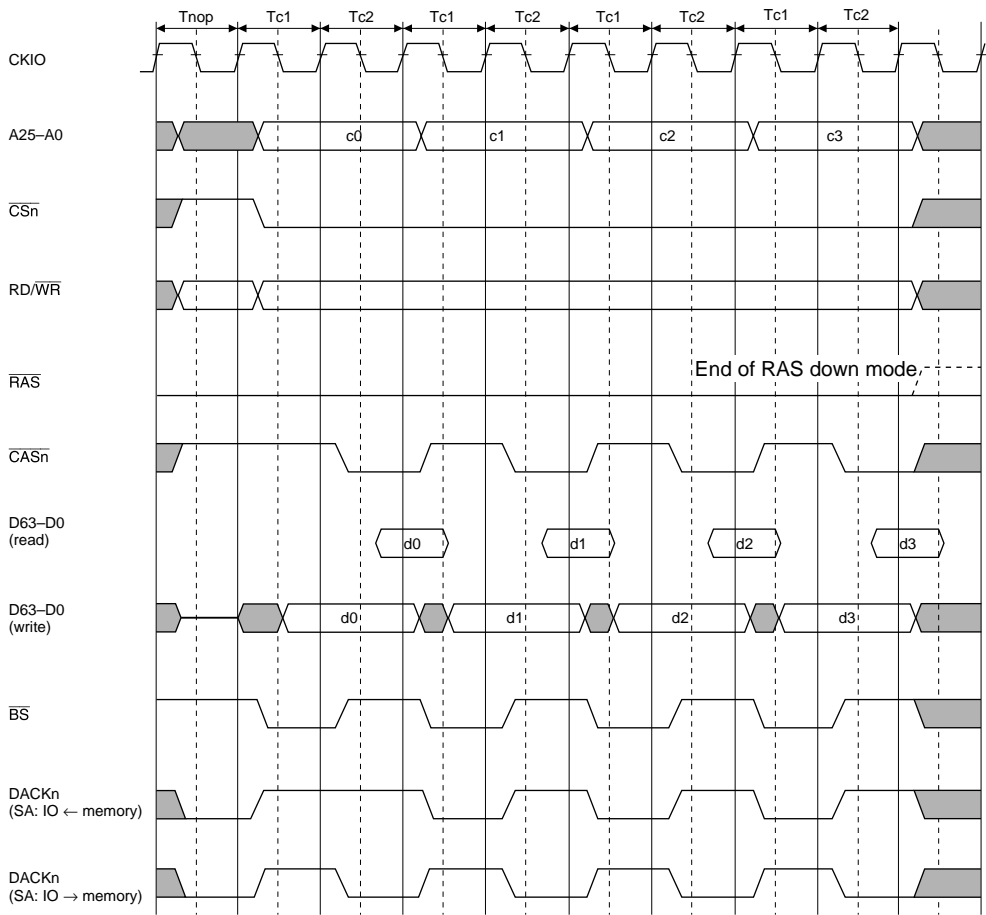 Tnop Tc1 Tc2 Tc1 Tc2 Tc1 Tc2 Tc1 Tc2
CKIO
A25–A0 c0 c1 c2 c3
CSn
RD/WR
End of RAS down mode
RAS
CASn
D63–D0
(read)
d0 d1 d2 d3
D63–D0
(write)
d0 d1 d2 d3
BS
DACKn
(SA: IO ← memory)
DACKn
(SA: IO → memory)